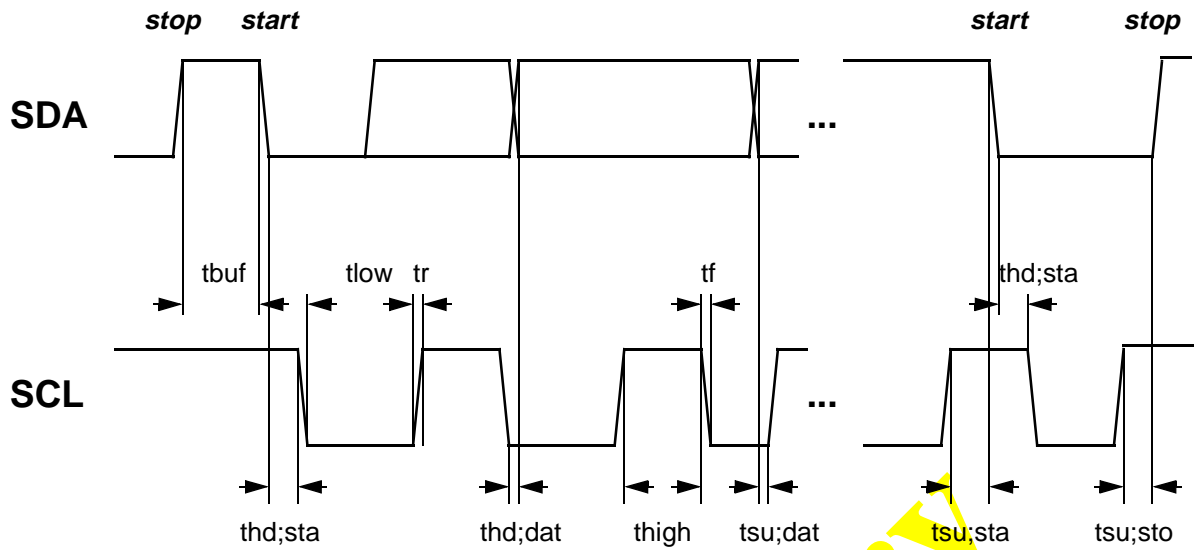 stop start start stop
SDA
...
tbuf tlow tr tf thd;sta
SCL
...
thd;sta thd;dat thigh tsu;dat tsu;sta tsu;sto